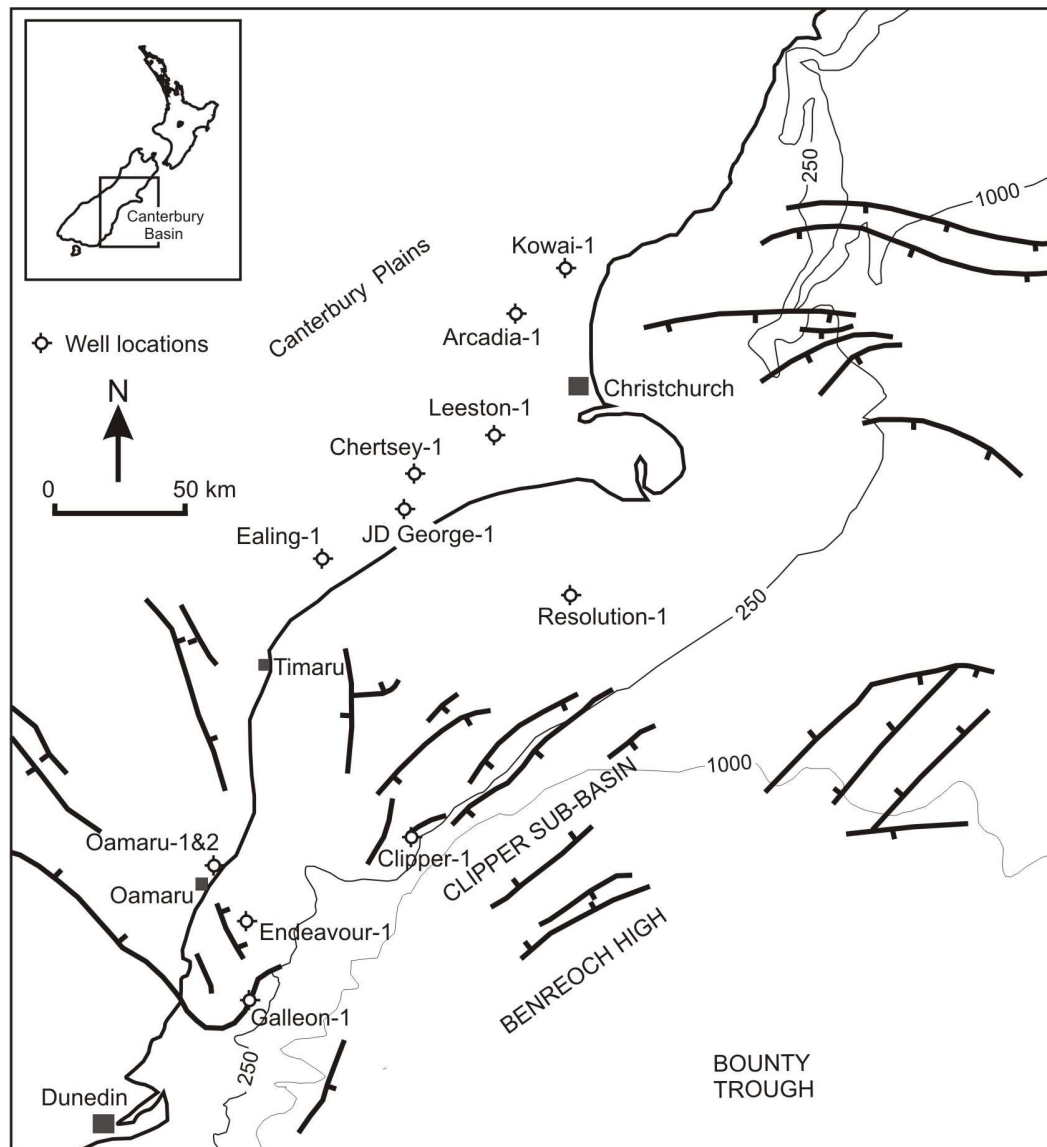 Canterbury
Basin
250
1000
Canterbury Plains
Kowai-1
Arcadia-1
Well locations
N
Christchurch
Leeston-1
Chertsey-1
0 50 km
Ealing-1
JD George-1
Resolution-1
250
Timaru
1000
CLIPPER SUB-BASIN
Clipper-1
Oamaru-1&2
Oamaru
Endeavour-1
BENREOCH HIGH
Galleon-1
250
BOUNTY
TROUGH
Dunedin